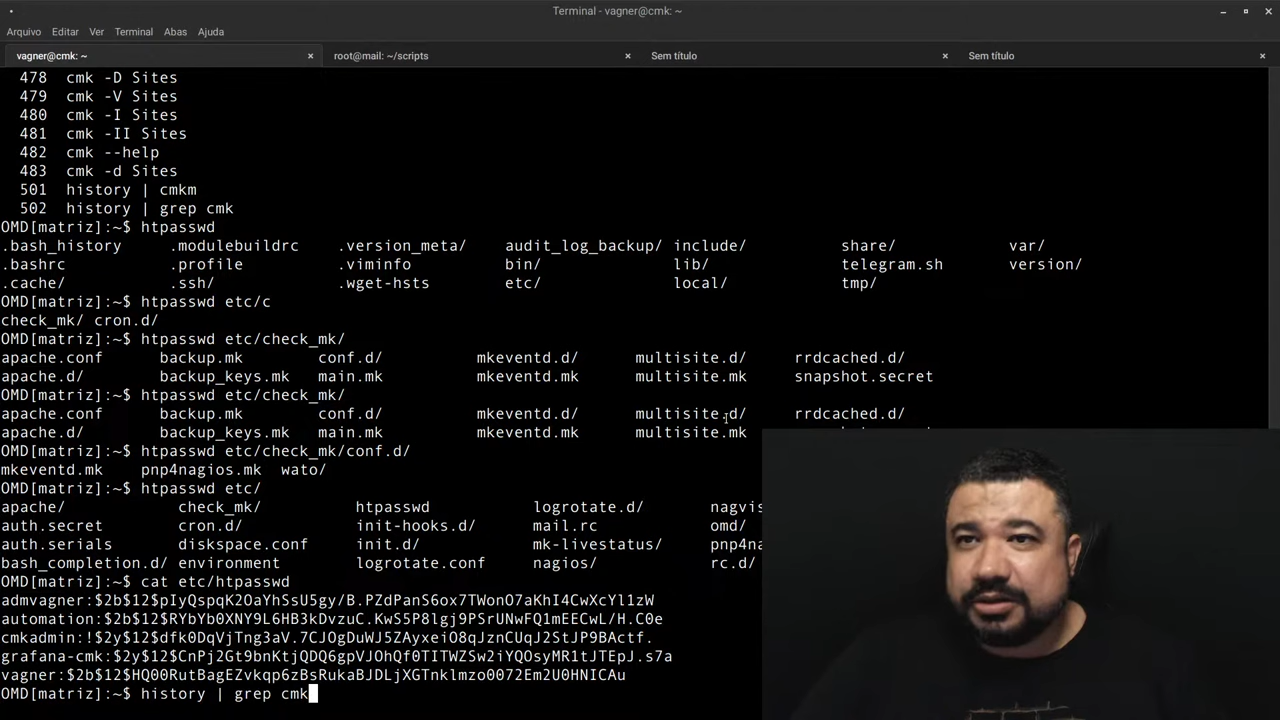 Terminal - vagner@cmk: ~
Arquivo Editar Ver Terminal Abas Ajuda
vagner@cmk: ~ root@mail: ~/scripts Sem título Sem título
478 cmk -D Sites
479 cmk -V Sites
480 cmk -I Sites
481 cmk -II Sites
482 cmk --help
483 cmk -d Sites
501 history | cmkm
502 history | grep cmk
OMD[matriz]:~$ htpasswd
.bash_history .modulebuildrc .version_meta/ audit_log_backup/ include/ share/ var/
.bashrc .profile .viminfo bin/ lib/ telegram.sh version/
.cache/ .ssh/ .wget-hsts etc/ local/ tmp/
OMD[matriz]:~$ htpasswd etc/c
check_mk/ cron.d/
OMD[matriz]:~$ htpasswd etc/check_mk/
apache.conf backup.mk conf.d/ mkeventd.d/ multisite.d/ rrdcached.d/
apache.d/ backup_keys.mk main.mk mkeventd.mk multisite.mk snapshot.secret
OMD[matriz]:~$ htpasswd etc/check_mk/
apache.conf backup.mk conf.d/ mkeventd.d/ multisite.d/ rrdcached.d/
apache.d/ backup_keys.mk main.mk mkeventd.mk multisite.mk
OMD[matriz]:~$ htpasswd etc/check_mk/conf.d/
mkeventd.mk pnp4nagios.mk wato/
OMD[matriz]:~$ htpasswd etc/
apache/ check_mk/ htpasswd logrotate.d/ nagvis
auth.secret cron.d/ init-hooks.d/ mail.rc omd/
auth.serials diskspace.conf init.d/ mk-livestatus/ pnp4na
bash_completion.d/ environment logrotate.conf nagios/ rc.d/
OMD[matriz]:~$ cat etc/htpasswd
admvagner:$2b$12$pIyQspqK2OaYhSsU5gy/B.PZdPanS6ox7TWonO7aKhI4CwXcYl1zW
automation:$2b$12$RYbYb0XNY9L6HB3kDvzuC.K9wMS5P8lgj9PSrUNwFQ1mEECwL/H.C0e
cmkadmin:!$2y$12$dfk0DqVjTng3aV.7CJOgDuWJ5ZAyxeiO8qJznCUqJ2StJP9BActf.
grafana-cmk:$2y$12$CnPj2Gt9bnKtjQDQ6gpVJOhQf0TITWZSw2iYQOsyMR1tJTEpJ.s7a
vagner:$2b$12$HQ00RutBagEZvkqp6zBsRukaBJDLjXGTnklmzo0072Em2U0HNICAu
OMD[matriz]:~$ history | grep cmk